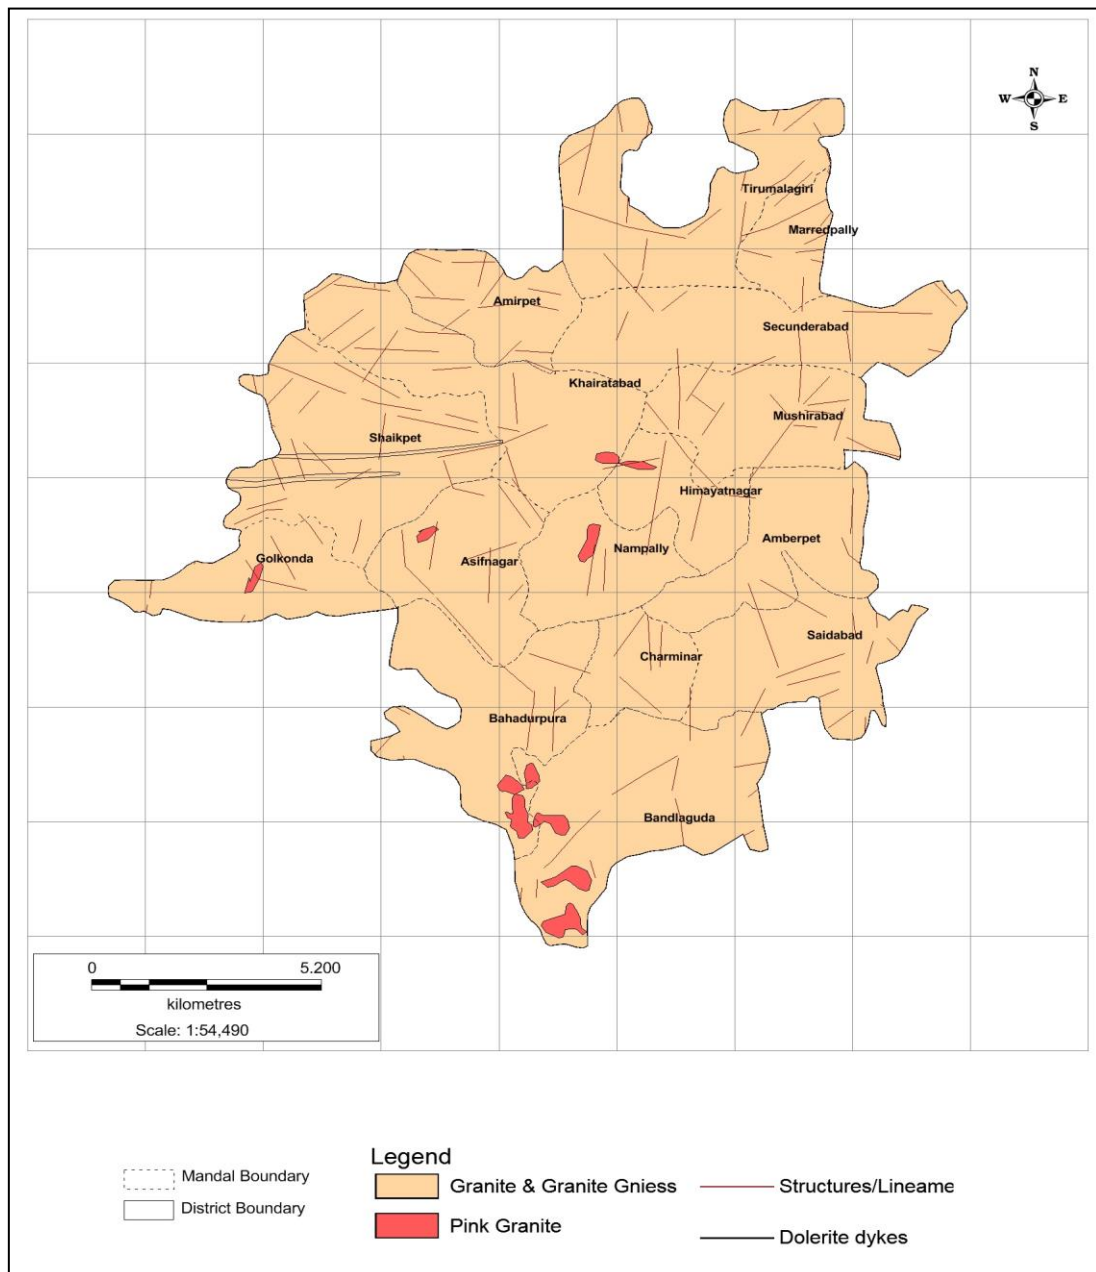 N
W E
S
Tirumalagiri
Marredpally
Amirpet
Secunderabad
Khairatabad
Mushirabad
Shaikpet
Himayatnagar
Amberpet
Nampally
Golkonda
Asifnagar
Saidabad
Charminar
Bahadurpura
Bandlaguda
0 5.200
kilometres
Scale: 1:54,490
Legend
Mandal Boundary
District Boundary
Granite & Granite Gniess
Pink Granite
Structures/Lineame
Dolerite dykes